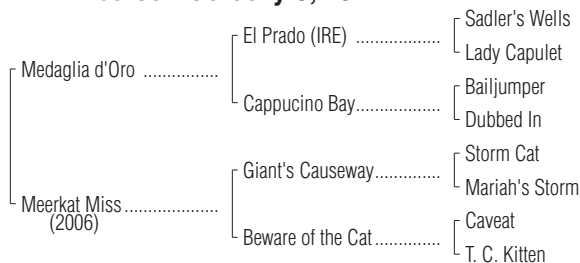 Medaglia d'Oro ................
El Prado (IRE) ..................
Sadler's Wells
Lady Capulet
Cappucino Bay..................
Bailjumper
Dubbed In
Meerkat Miss ....................
(2006)
Giant's Causeway..............
Storm Cat
Mariah's Storm
Beware of the Cat..............
Caveat
T. C. Kitten